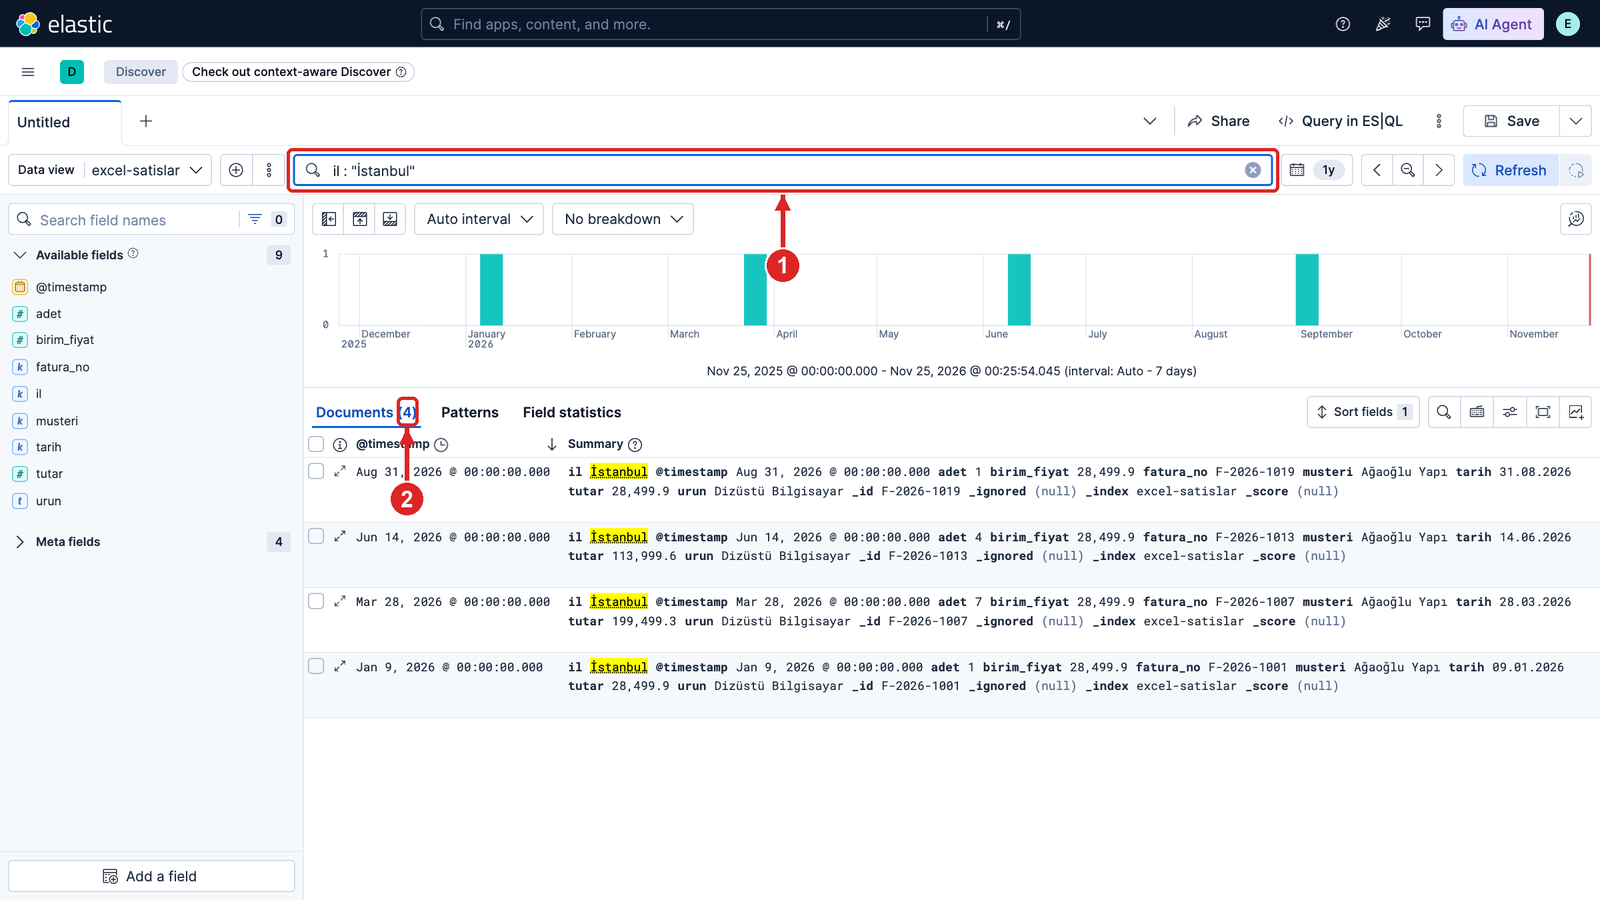 elastic
Find apps, content, and more.
⌘/
AI Agent
E
D
Discover
Check out context-aware Discover
Untitled
Share
Query in ES|QL
Save
Data view
excel-satislar
il : "İstanbul"
1y
Refresh
Search field names
0
Auto interval
No breakdown
Available fields
9
@timestamp
adet
birim_fiyat
fatura_no
il
musteri
tarih
tutar
urun
Meta fields
4
Add a field
1
0
December
2025
January
2026
February
March
April
May
June
July
August
September
October
November
1
Nov 25, 2025 @ 00:00:00.000 - Nov 25, 2026 @ 00:25:54.045 (interval: Auto - 7 days)
Documents (4)
Patterns
Field statistics
Sort fields 1
2
@timestamp
Summary
Aug 31, 2026 @ 00:00:00.000
il İstanbul @timestamp Aug 31, 2026 @ 00:00:00.000 adet 1 birim_fiyat 28,499.9 fatura_no F-2026-1019 musteri Ağaoğlu Yapı tarih 31.08.2026
tutar 28,499.9 urun Dizüstü Bilgisayar _id F-2026-1019 _ignored (null) _index excel-satislar _score (null)
Jun 14, 2026 @ 00:00:00.000
il İstanbul @timestamp Jun 14, 2026 @ 00:00:00.000 adet 4 birim_fiyat 28,499.9 fatura_no F-2026-1013 musteri Ağaoğlu Yapı tarih 14.06.2026
tutar 113,999.6 urun Dizüstü Bilgisayar _id F-2026-1013 _ignored (null) _index excel-satislar _score (null)
Mar 28, 2026 @ 00:00:00.000
il İstanbul @timestamp Mar 28, 2026 @ 00:00:00.000 adet 7 birim_fiyat 28,499.9 fatura_no F-2026-1007 musteri Ağaoğlu Yapı tarih 28.03.2026
tutar 199,499.3 urun Dizüstü Bilgisayar _id F-2026-1007 _ignored (null) _index excel-satislar _score (null)
Jan 9, 2026 @ 00:00:00.000
il İstanbul @timestamp Jan 9, 2026 @ 00:00:00.000 adet 1 birim_fiyat 28,499.9 fatura_no F-2026-1001 musteri Ağaoğlu Yapı tarih 09.01.2026
tutar 28,499.9 urun Dizüstü Bilgisayar _id F-2026-1001 _ignored (null) _index excel-satislar _score (null)